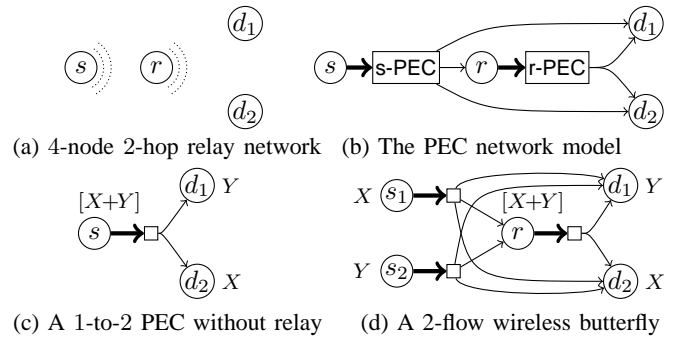 d1 d1
s r s s-PEC r r-PEC
d2 d2
(a) 4-node 2-hop relay network (b) The PEC network model
[X+Y] d1 Y X s1 [X+Y] d1 Y
s r
d2 X Y s2 d2 X
(c) A 1-to-2 PEC without relay (d) A 2-flow wireless butterfly